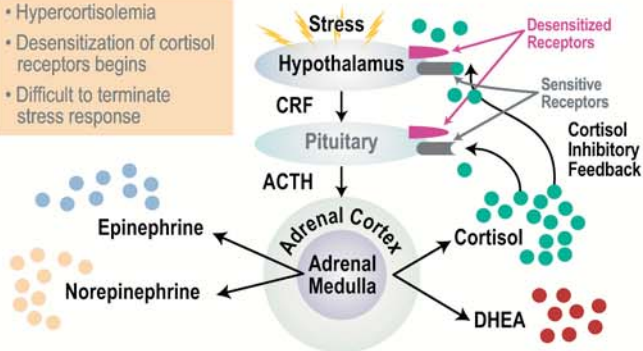 • Hypercortisolemia
• Desensitization of cortisol
receptors begins
• Difficult to terminate
stress response
Stress
Desensitized
Receptors
Hypothalamus
CRF
Sensitive
Receptors
Pituitary
Cortisol
Inhibitory
Feedback
ACTH
Adrenal Cortex
Epinephrine
Cortisol
Adrenal
Medulla
Norepinephrine
DHEA